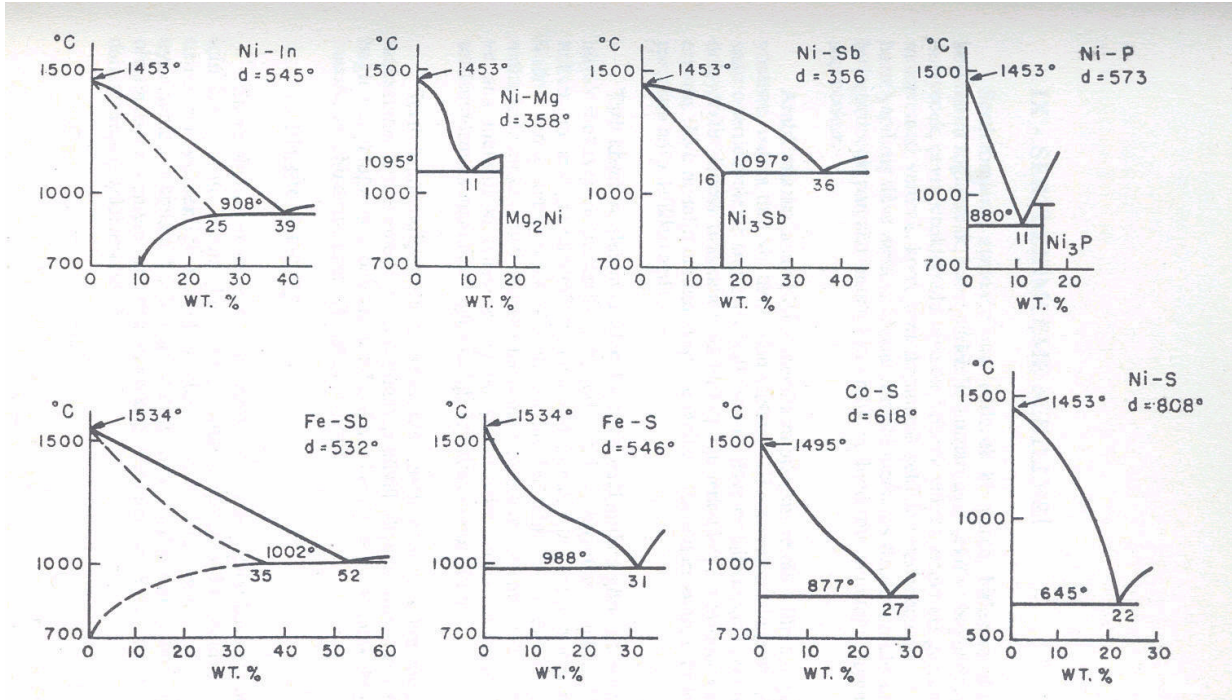 °C
Ni-In
d=545°
1500
1453°
1000
908°
25
39
700
0
10
20
30
40
WT. %
1453°
Ni-Mg
d=358°
1095°
11
1000
Mg2Ni
700
0
10
20
WT. %
°C
Ni-Sb
d=356
1500
1453°
1097°
1000
16
36
Ni3Sb
700
0
10
20
30
40
WT. %
°C
Ni-P
d=573
1500
1453°
1000
880°
11
Ni3P
700
0
10
20
30
WT. %
°C
1534°
Fe-Sb
d=532°
1500
1002°
1000
35
52
700
0
10
20
30
40
50
60
WT. %
°C
1534°
Fe-S
d=546°
1500
1000
988°
31
700
0
10
20
30
WT. %
°C
Co-S
d=618°
1500
1495°
1000
877°
27
0
10
20
30
WT. %
°C
Ni-S
d=808°
1453°
1500
1000
645°
22
500
0
10
20
30
WT. %